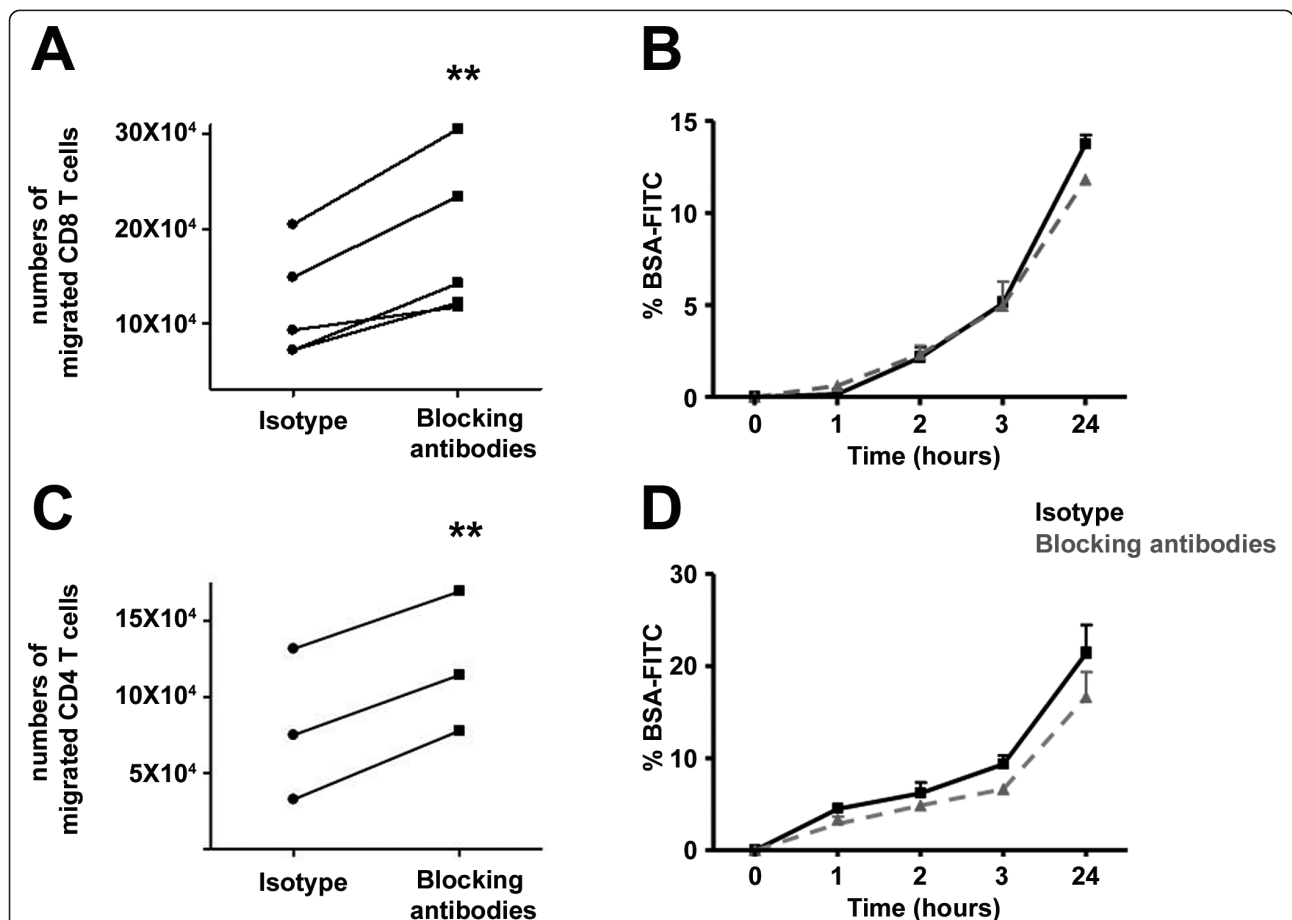 A
**
numbers of
migrated CD8 T cells
30X10⁴
20X10⁴
10X10⁴
Isotype
Blocking
antibodies
B
% BSA-FITC
15
10
5
0
0 1 2 3 24
Time (hours)
C
**
numbers of
migrated CD4 T cells
15X10⁴
10X10⁴
5X10⁴
Isotype
Blocking
antibodies
D
Isotype
Blocking antibodies
% BSA-FITC
30
20
10
0
0 1 2 3 24
Time (hours)